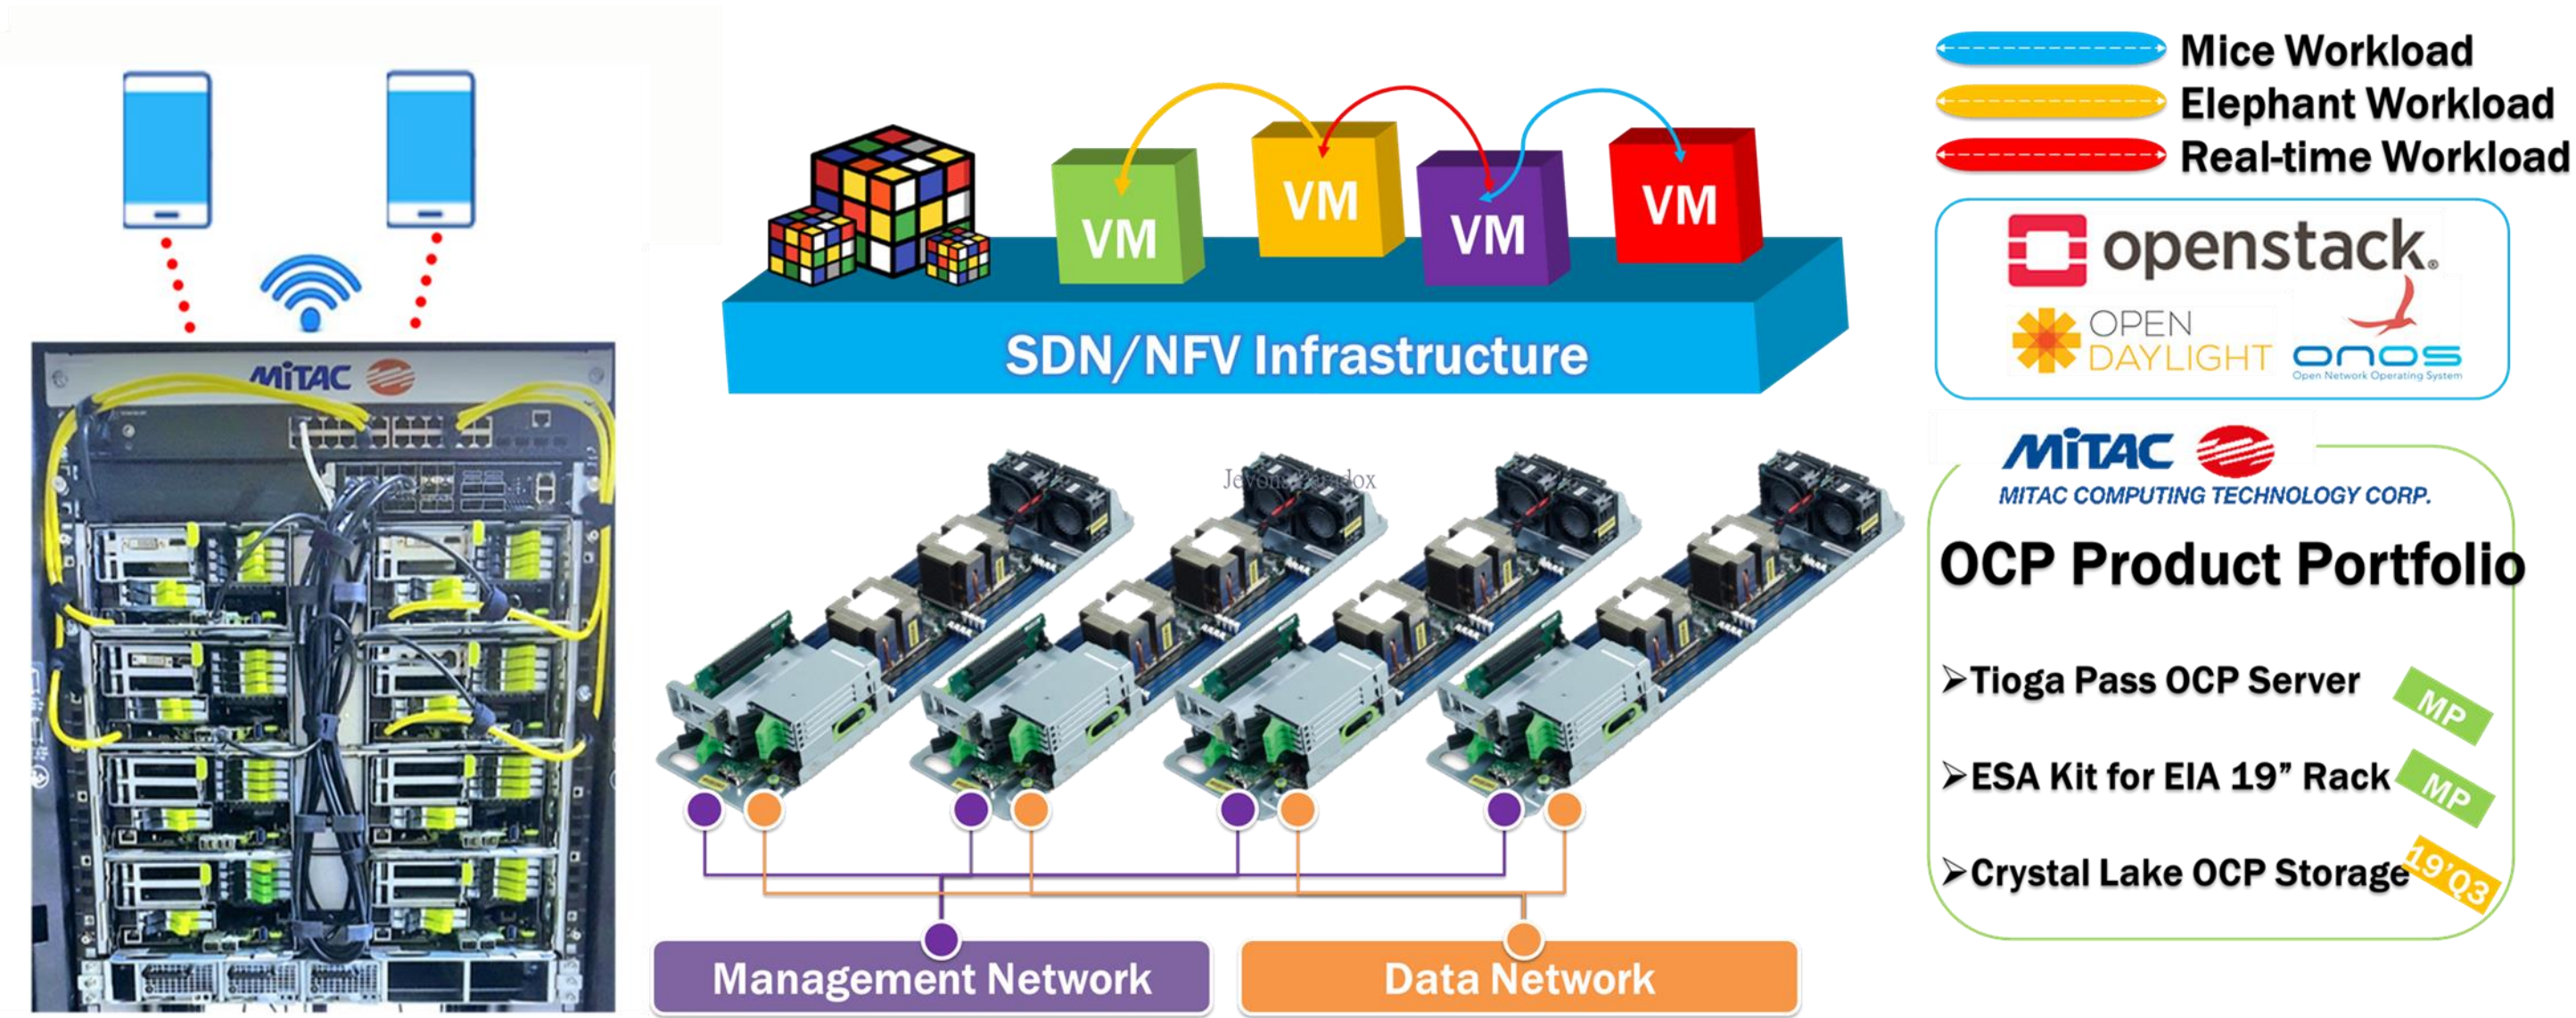 MiTAC
VM
VM
VM
VM
SDN/NFV Infrastructure
Jevons Paradox
Management Network
Data Network
Mice Workload
Elephant Workload
Real-time Workload
openstack.
OPEN
DAYLIGHT
onos
Open Network Operating System
MiTAC
MITAC COMPUTING TECHNOLOGY CORP.
OCP Product Portfolio
➢Tioga Pass OCP Server
MP
➢ESA Kit for EIA 19” Rack
MP
➢Crystal Lake OCP Storage
19’Q3